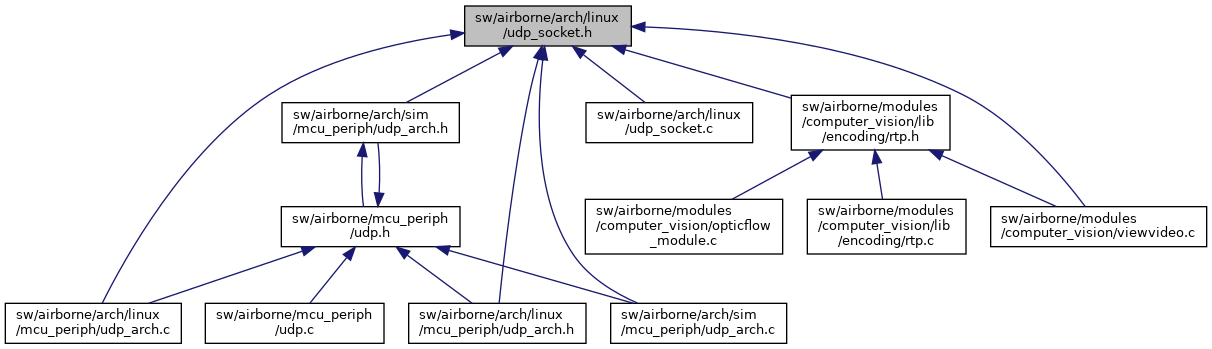 sw/airborne/arch/linux
/udp_socket.h
sw/airborne/arch/sim
/mcu_periph/udp_arch.h
sw/airborne/arch/linux
/udp_socket.c
sw/airborne/modules
/computer_vision/lib
/encoding/rtp.h
sw/airborne/mcu_periph
/udp.h
sw/airborne/modules
/computer_vision/opticflow
_module.c
sw/airborne/modules
/computer_vision/lib
/encoding/rtp.c
sw/airborne/modules
/computer_vision/viewvideo.c
sw/airborne/arch/linux
/mcu_periph/udp_arch.c
sw/airborne/mcu_periph
/udp.c
sw/airborne/arch/linux
/mcu_periph/udp_arch.h
sw/airborne/arch/sim
/mcu_periph/udp_arch.c